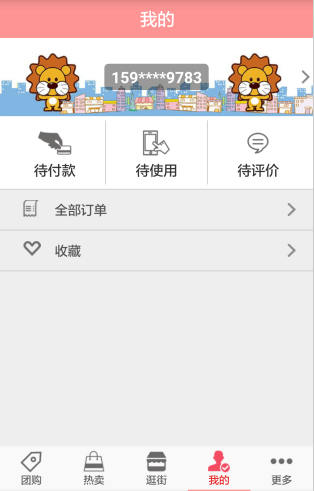 我的
159****9783
待付款 待使用 待评价
全部订单
收藏
团购 热卖 逛街 我的 更多